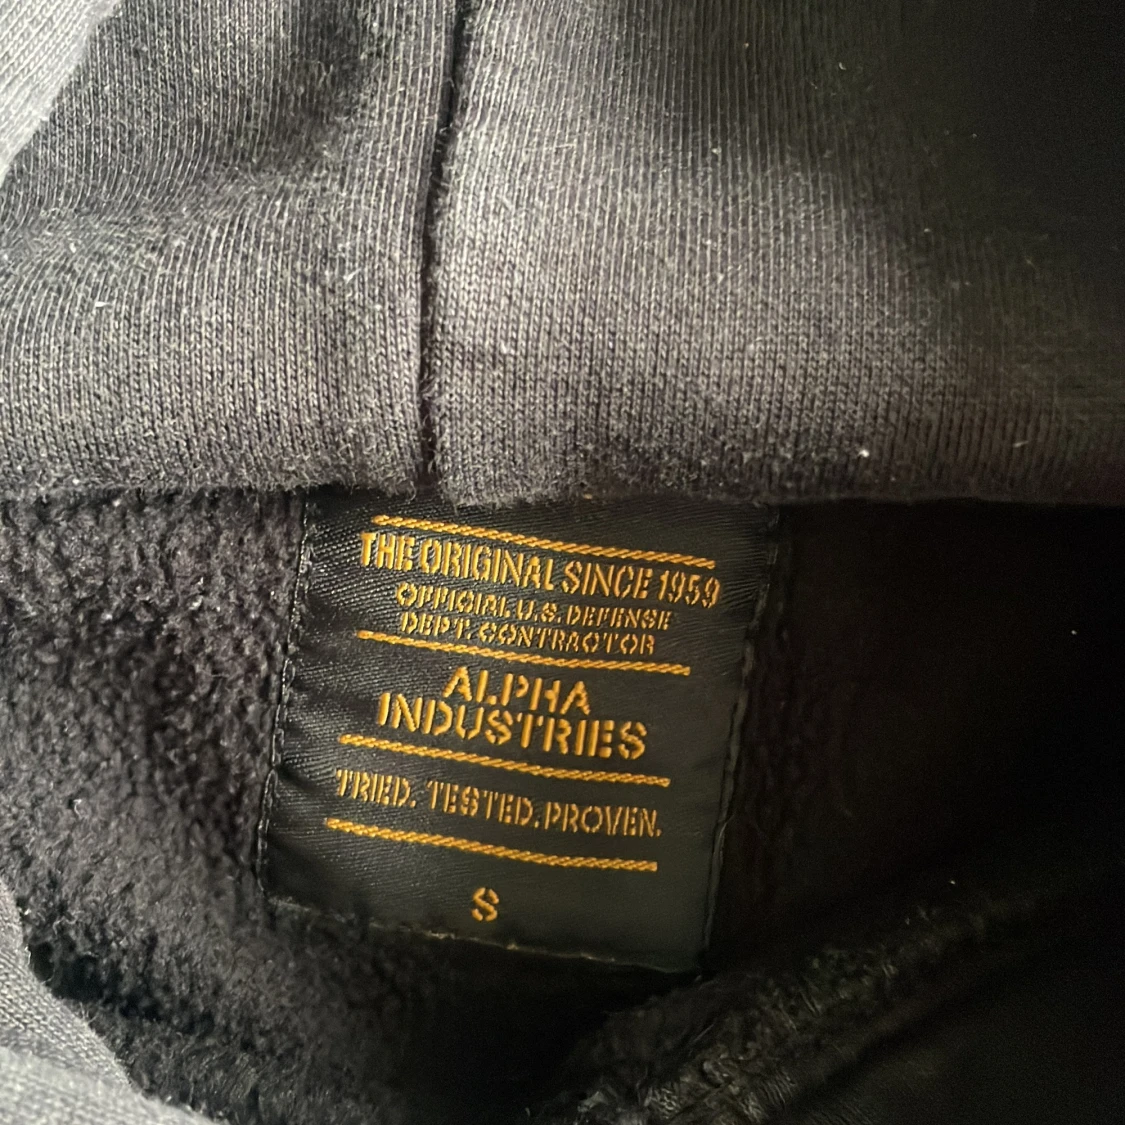 THE ORIGINAL SINCE 1959
OFFICIAL U.S. DEFENSE
DEPT. CONTRACTOR
ALPHA
INDUSTRIES
TRIED. TESTED. PROVEN.
S